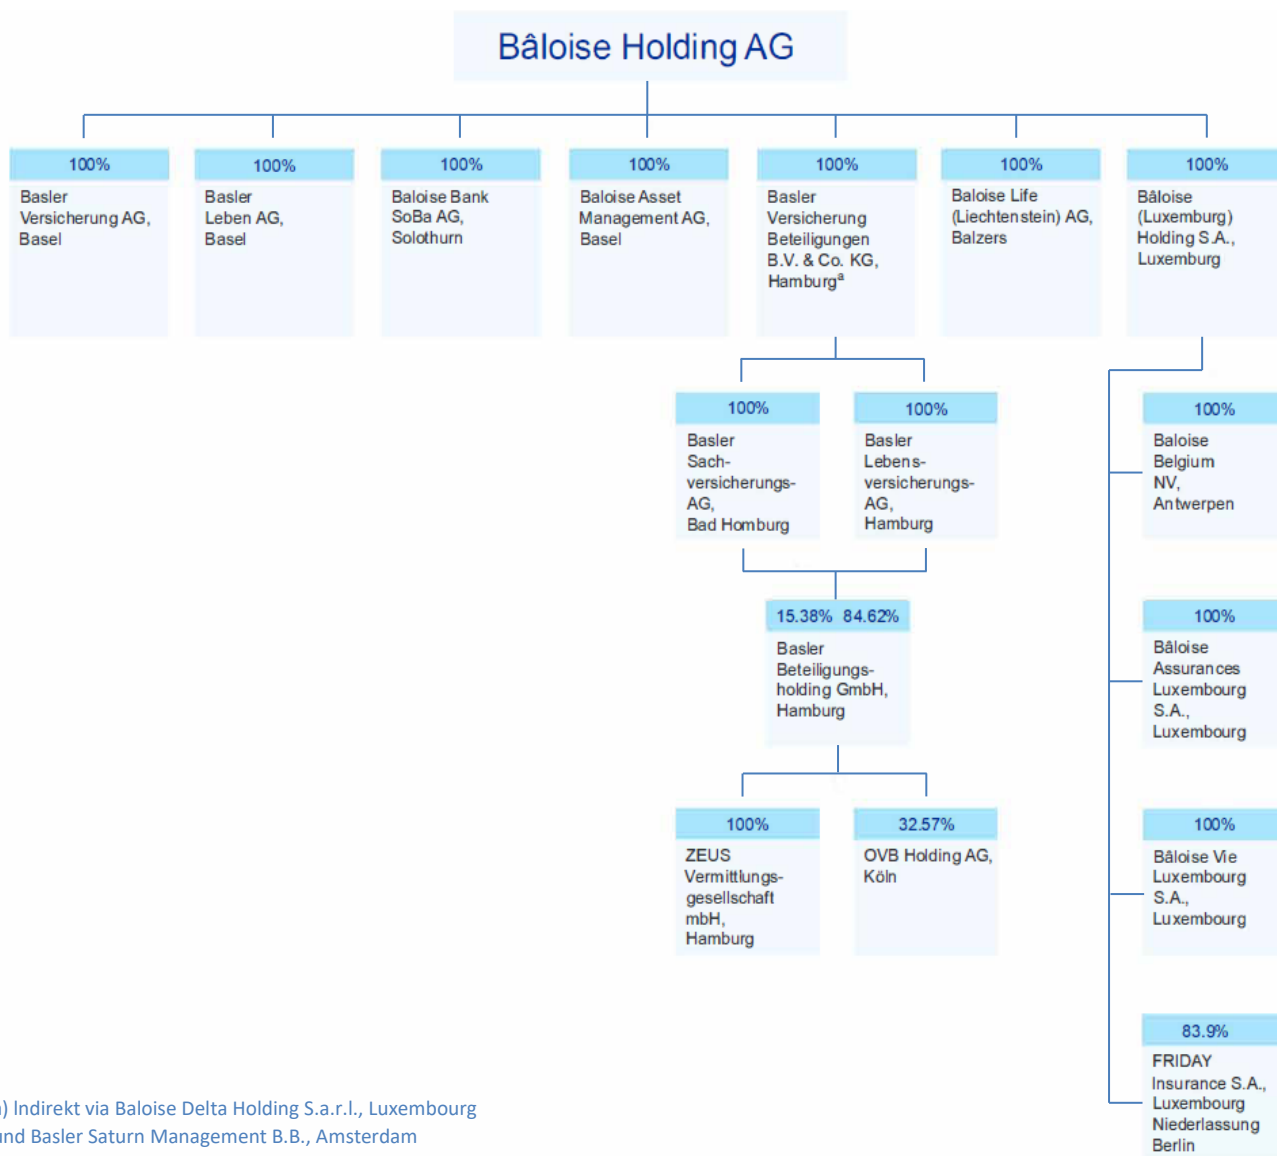 Bâloise Holding AG
100%
Basler
Versicherung AG,
Basel
100%
Basler
Leben AG,
Basel
100%
Baloise Bank
SoBa AG,
Solothurn
100%
Baloise Asset
Management AG,
Basel
100%
Basler
Versicherung
Beteiligungen
B.V. & Co. KG,
Hamburgª
100%
Baloise Life
(Liechtenstein) AG,
Balzers
100%
Bâloise
(Luxemburg)
Holding S.A.,
Luxemburg
100%
Basler
Sach-
versicherungs-
AG,
Bad Homburg
100%
Basler
Lebens-
versicherungs-
AG,
Hamburg
15.38% 84.62%
Basler
Beteiligungs-
holding GmbH,
Hamburg
100%
ZEUS
Vermittlungs-
gesellschaft
mbH,
Hamburg
32.57%
OVB Holding AG,
Köln
100%
Baloise
Belgium
NV,
Antwerpen
100%
Bâloise
Assurances
Luxembourg
S.A.,
Luxembourg
100%
Bâloise Vie
Luxembourg
S.A.,
Luxembourg
83.9%
FRIDAY
Insurance S.A.,
Luxembourg
Niederlassung
Berlin
) Indirekt via Baloise Delta Holding S.a.r.l., Luxembourg
und Basler Saturn Management B.B., Amsterdam